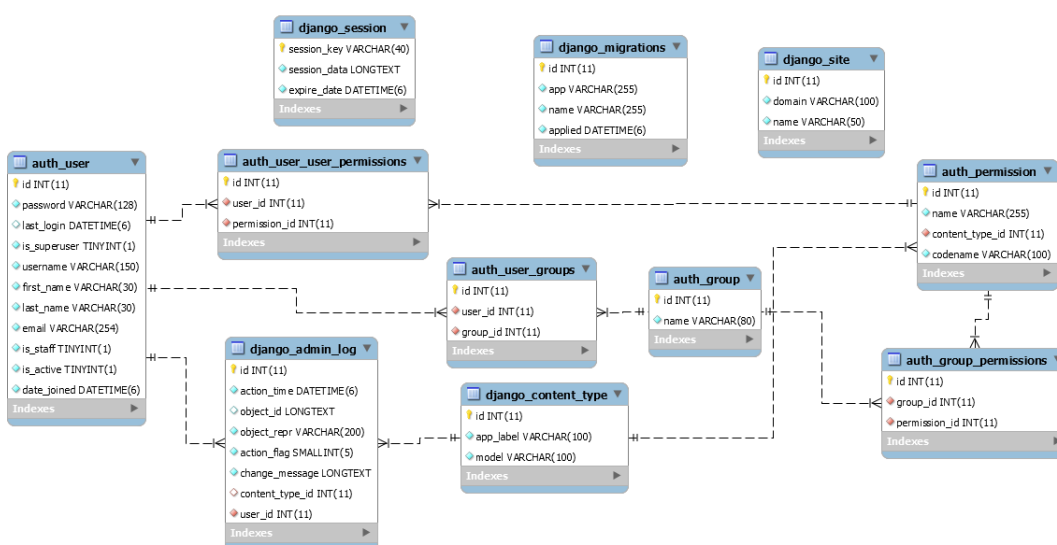 django_session
session_key VARCHAR(40)
session_data LONGTEXT
expire_date DATETIME(6)
Indexes
django_migrations
id INT(11)
app VARCHAR(255)
name VARCHAR(255)
applied DATETIME(6)
Indexes
django_site
id INT(11)
domain VARCHAR(100)
name VARCHAR(50)
Indexes
auth_user
id INT(11)
password VARCHAR(128)
last_login DATETIME(6)
is_superuser TINYINT(1)
username VARCHAR(150)
first_name VARCHAR(30)
last_name VARCHAR(30)
email VARCHAR(254)
is_staff TINYINT(1)
is_active TINYINT(1)
date_joined DATETIME(6)
Indexes
auth_user_user_permissions
id INT(11)
user_id INT(11)
permission_id INT(11)
Indexes
auth_permission
id INT(11)
name VARCHAR(255)
content_type_id INT(11)
codename VARCHAR(100)
Indexes
auth_user_groups
id INT(11)
user_id INT(11)
group_id INT(11)
Indexes
auth_group
id INT(11)
name VARCHAR(80)
Indexes
django_admin_log
id INT(11)
action_time DATETIME(6)
object_id LONGTEXT
object_repr VARCHAR(200)
action_flag SMALLINT(5)
change_message LONGTEXT
content_type_id INT(11)
user_id INT(11)
Indexes
django_content_type
id INT(11)
app_label VARCHAR(100)
model VARCHAR(100)
Indexes
auth_group_permissions
id INT(11)
group_id INT(11)
permission_id INT(11)
Indexes